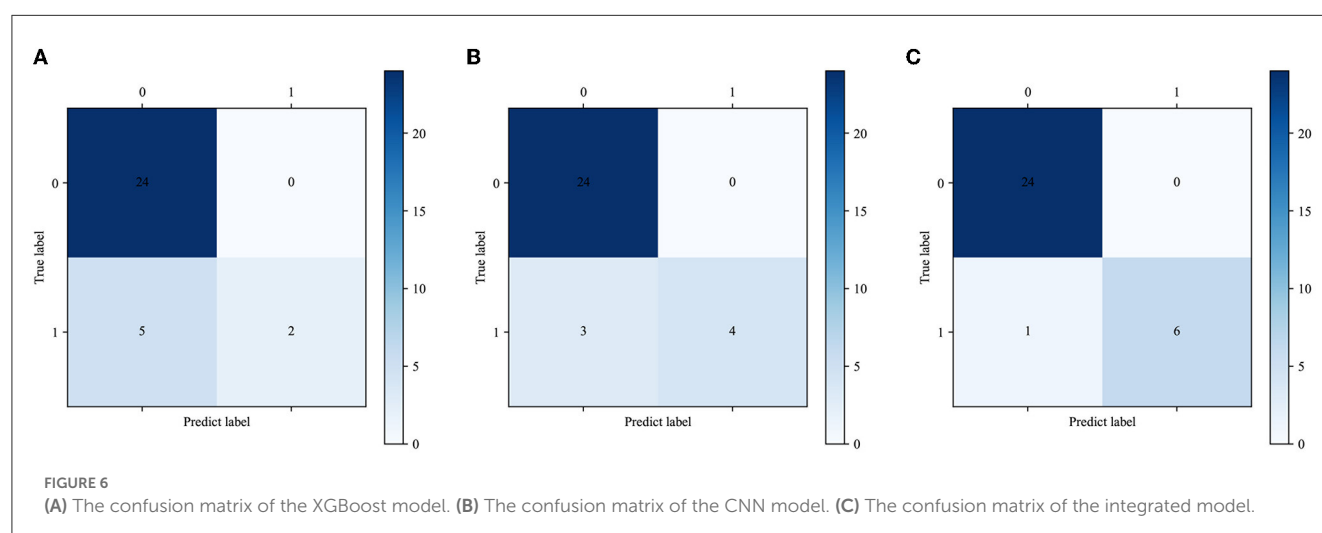 A
0 1
0
24 0
1
5 2
True label
Predict label
20
15
10
5
0
B
0 1
0
24 0
1
3 4
True label
Predict label
20
15
10
5
0
C
0 1
0
24 0
1
1 6
True label
Predict label
20
15
10
5
0
FIGURE 6
(A) The confusion matrix of the XGBoost model. (B) The confusion matrix of the CNN model. (C) The confusion matrix of the integrated model.